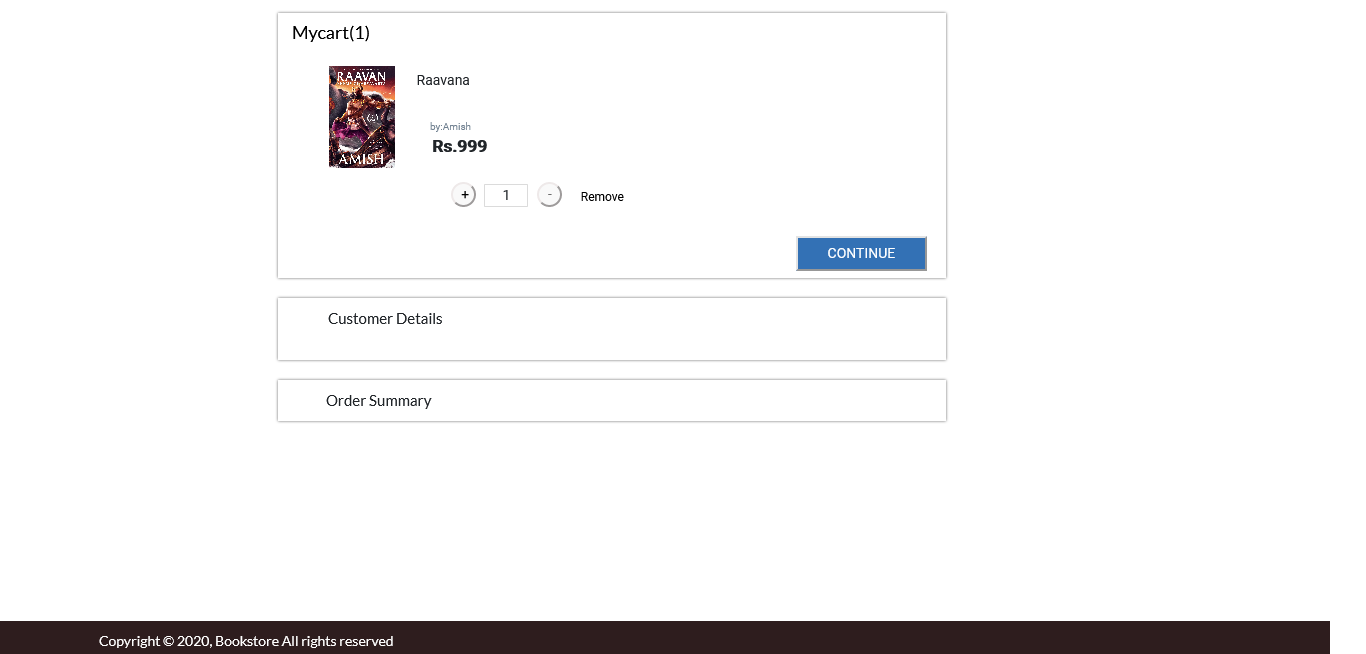 Mycart(1)
RAAVAN
AMISH
Raavana
by:Amish
Rs.999
+ 1 - Remove
CONTINUE
Customer Details
Order Summary
Copyright © 2020, Bookstore All rights reserved